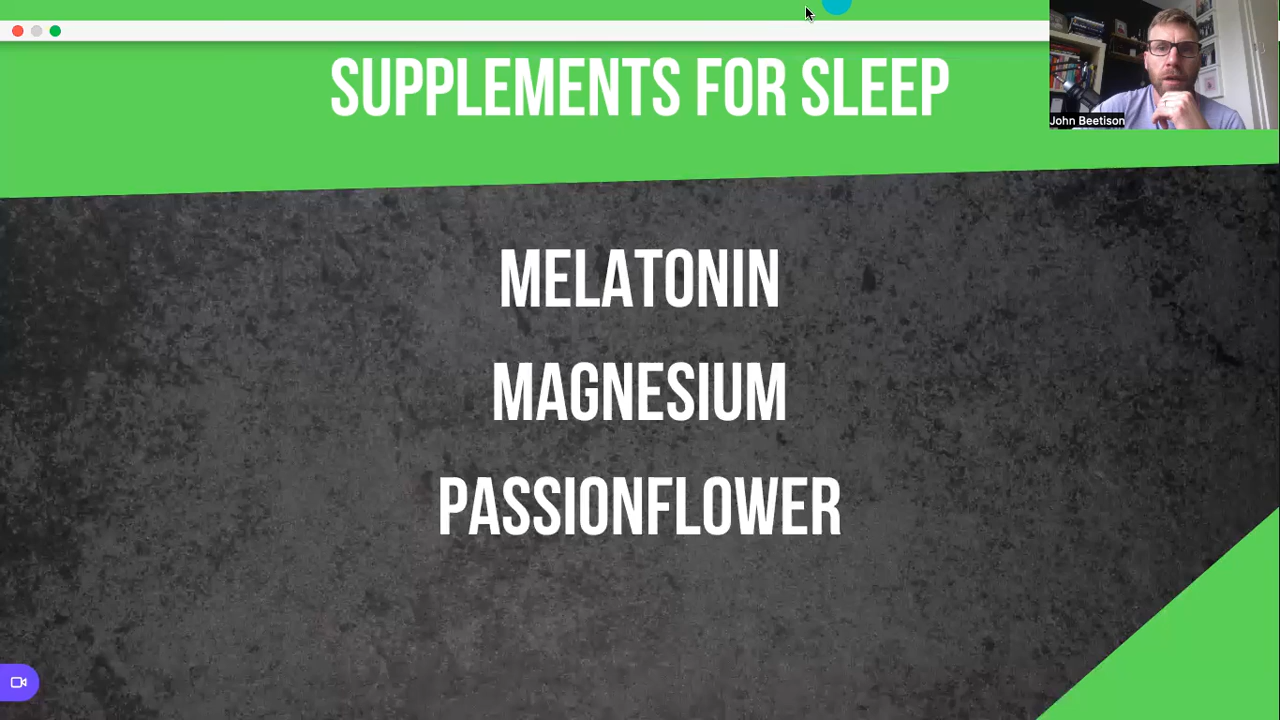 SUPPLEMENTS FOR SLEEP
John Beetison
MELATONIN
MAGNESIUM
PASSIONFLOWER